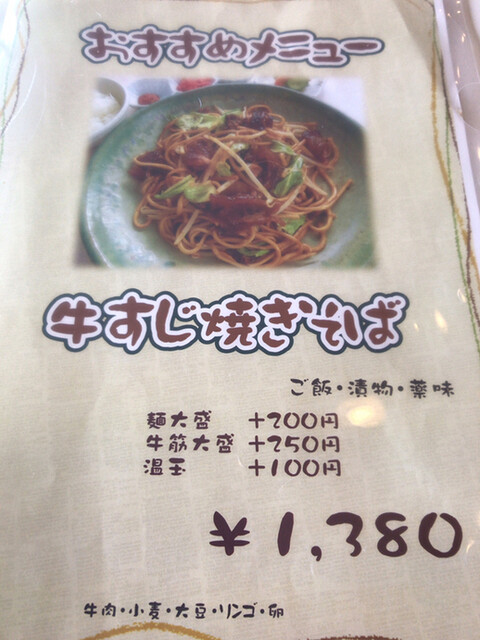 おすすめメニュー
牛すじ焼きそば
ご飯・漬物・薬味
麺大盛 +200円
牛筋大盛 +250円
温玉 +100円
¥1,380
牛肉・小麦・大豆・リンゴ・卵